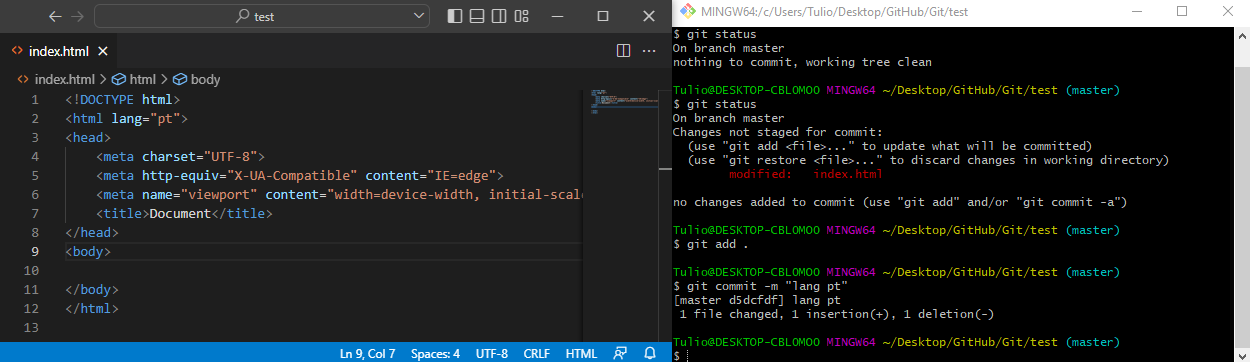 test
index.html
index.html > html > body
1 <!DOCTYPE html>
2 <html lang="pt">
3 <head>
4 <meta charset="UTF-8">
5 <meta http-equiv="X-UA-Compatible" content="IE=edge">
6 <meta name="viewport" content="width=device-width, initial-scale
7 <title>Document</title>
8 </head>
9 <body>
10
11 </body>
12 </html>
13
Ln 9, Col 7 Spaces: 4 UTF-8 CRLF HTML
MINGW64:/c/Users/Tulio/Desktop/GitHub/Git/test
$ git status
On branch master
nothing to commit, working tree clean
Tulio@DESKTOP-CBLOMOO MINGW64 ~/Desktop/GitHub/Git/test (master)
$ git status
On branch master
Changes not staged for commit:
(use "git add <file>..." to update what will be committed)
(use "git restore <file>..." to discard changes in working directory)
modified: index.html
no changes added to commit (use "git add" and/or "git commit -a")
Tulio@DESKTOP-CBLOMOO MINGW64 ~/Desktop/GitHub/Git/test (master)
$ git add .
Tulio@DESKTOP-CBLOMOO MINGW64 ~/Desktop/GitHub/Git/test (master)
$ git commit -m "lang pt"
[master d5dcfdf] lang pt
1 file changed, 1 insertion(+), 1 deletion(-)
Tulio@DESKTOP-CBLOMOO MINGW64 ~/Desktop/GitHub/Git/test (master)
$